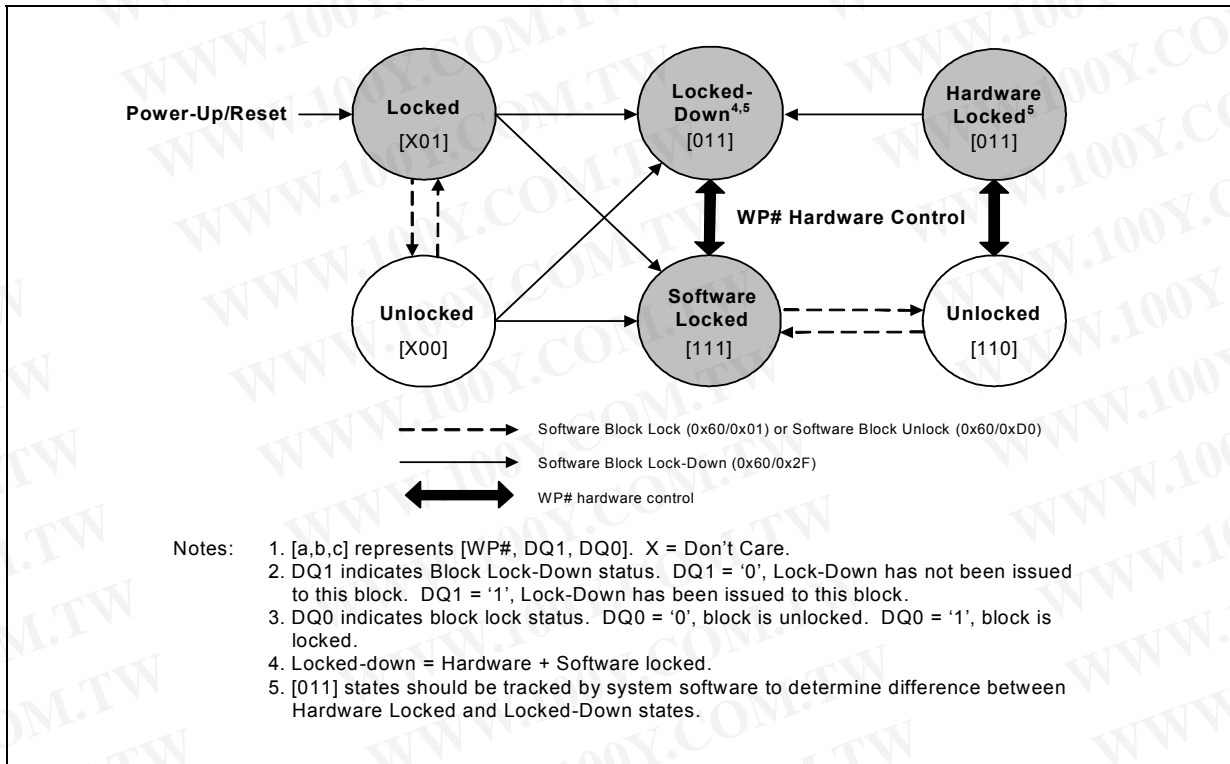 Power-Up/Reset
Locked
[X01]
Locked-
Down4,5
[011]
Hardware
Locked5
[011]
WP# Hardware Control
Unlocked
[X00]
Software
Locked
[111]
Unlocked
[110]
Software Block Lock (0x60/0x01) or Software Block Unlock (0x60/0xD0)
Software Block Lock-Down (0x60/0x2F)
WP# hardware control
Notes: 1. [a,b,c] represents [WP#, DQ1, DQ0]. X = Don't Care.
2. DQ1 indicates Block Lock-Down status. DQ1 = ‘0’, Lock-Down has not been issued
to this block. DQ1 = ‘1’, Lock-Down has been issued to this block.
3. DQ0 indicates block lock status. DQ0 = ‘0’, block is unlocked. DQ0 = ‘1’, block is
locked.
4. Locked-down = Hardware + Software locked.
5. [011] states should be tracked by system software to determine difference between
Hardware Locked and Locked-Down states.
WWW.100Y.COM.TW